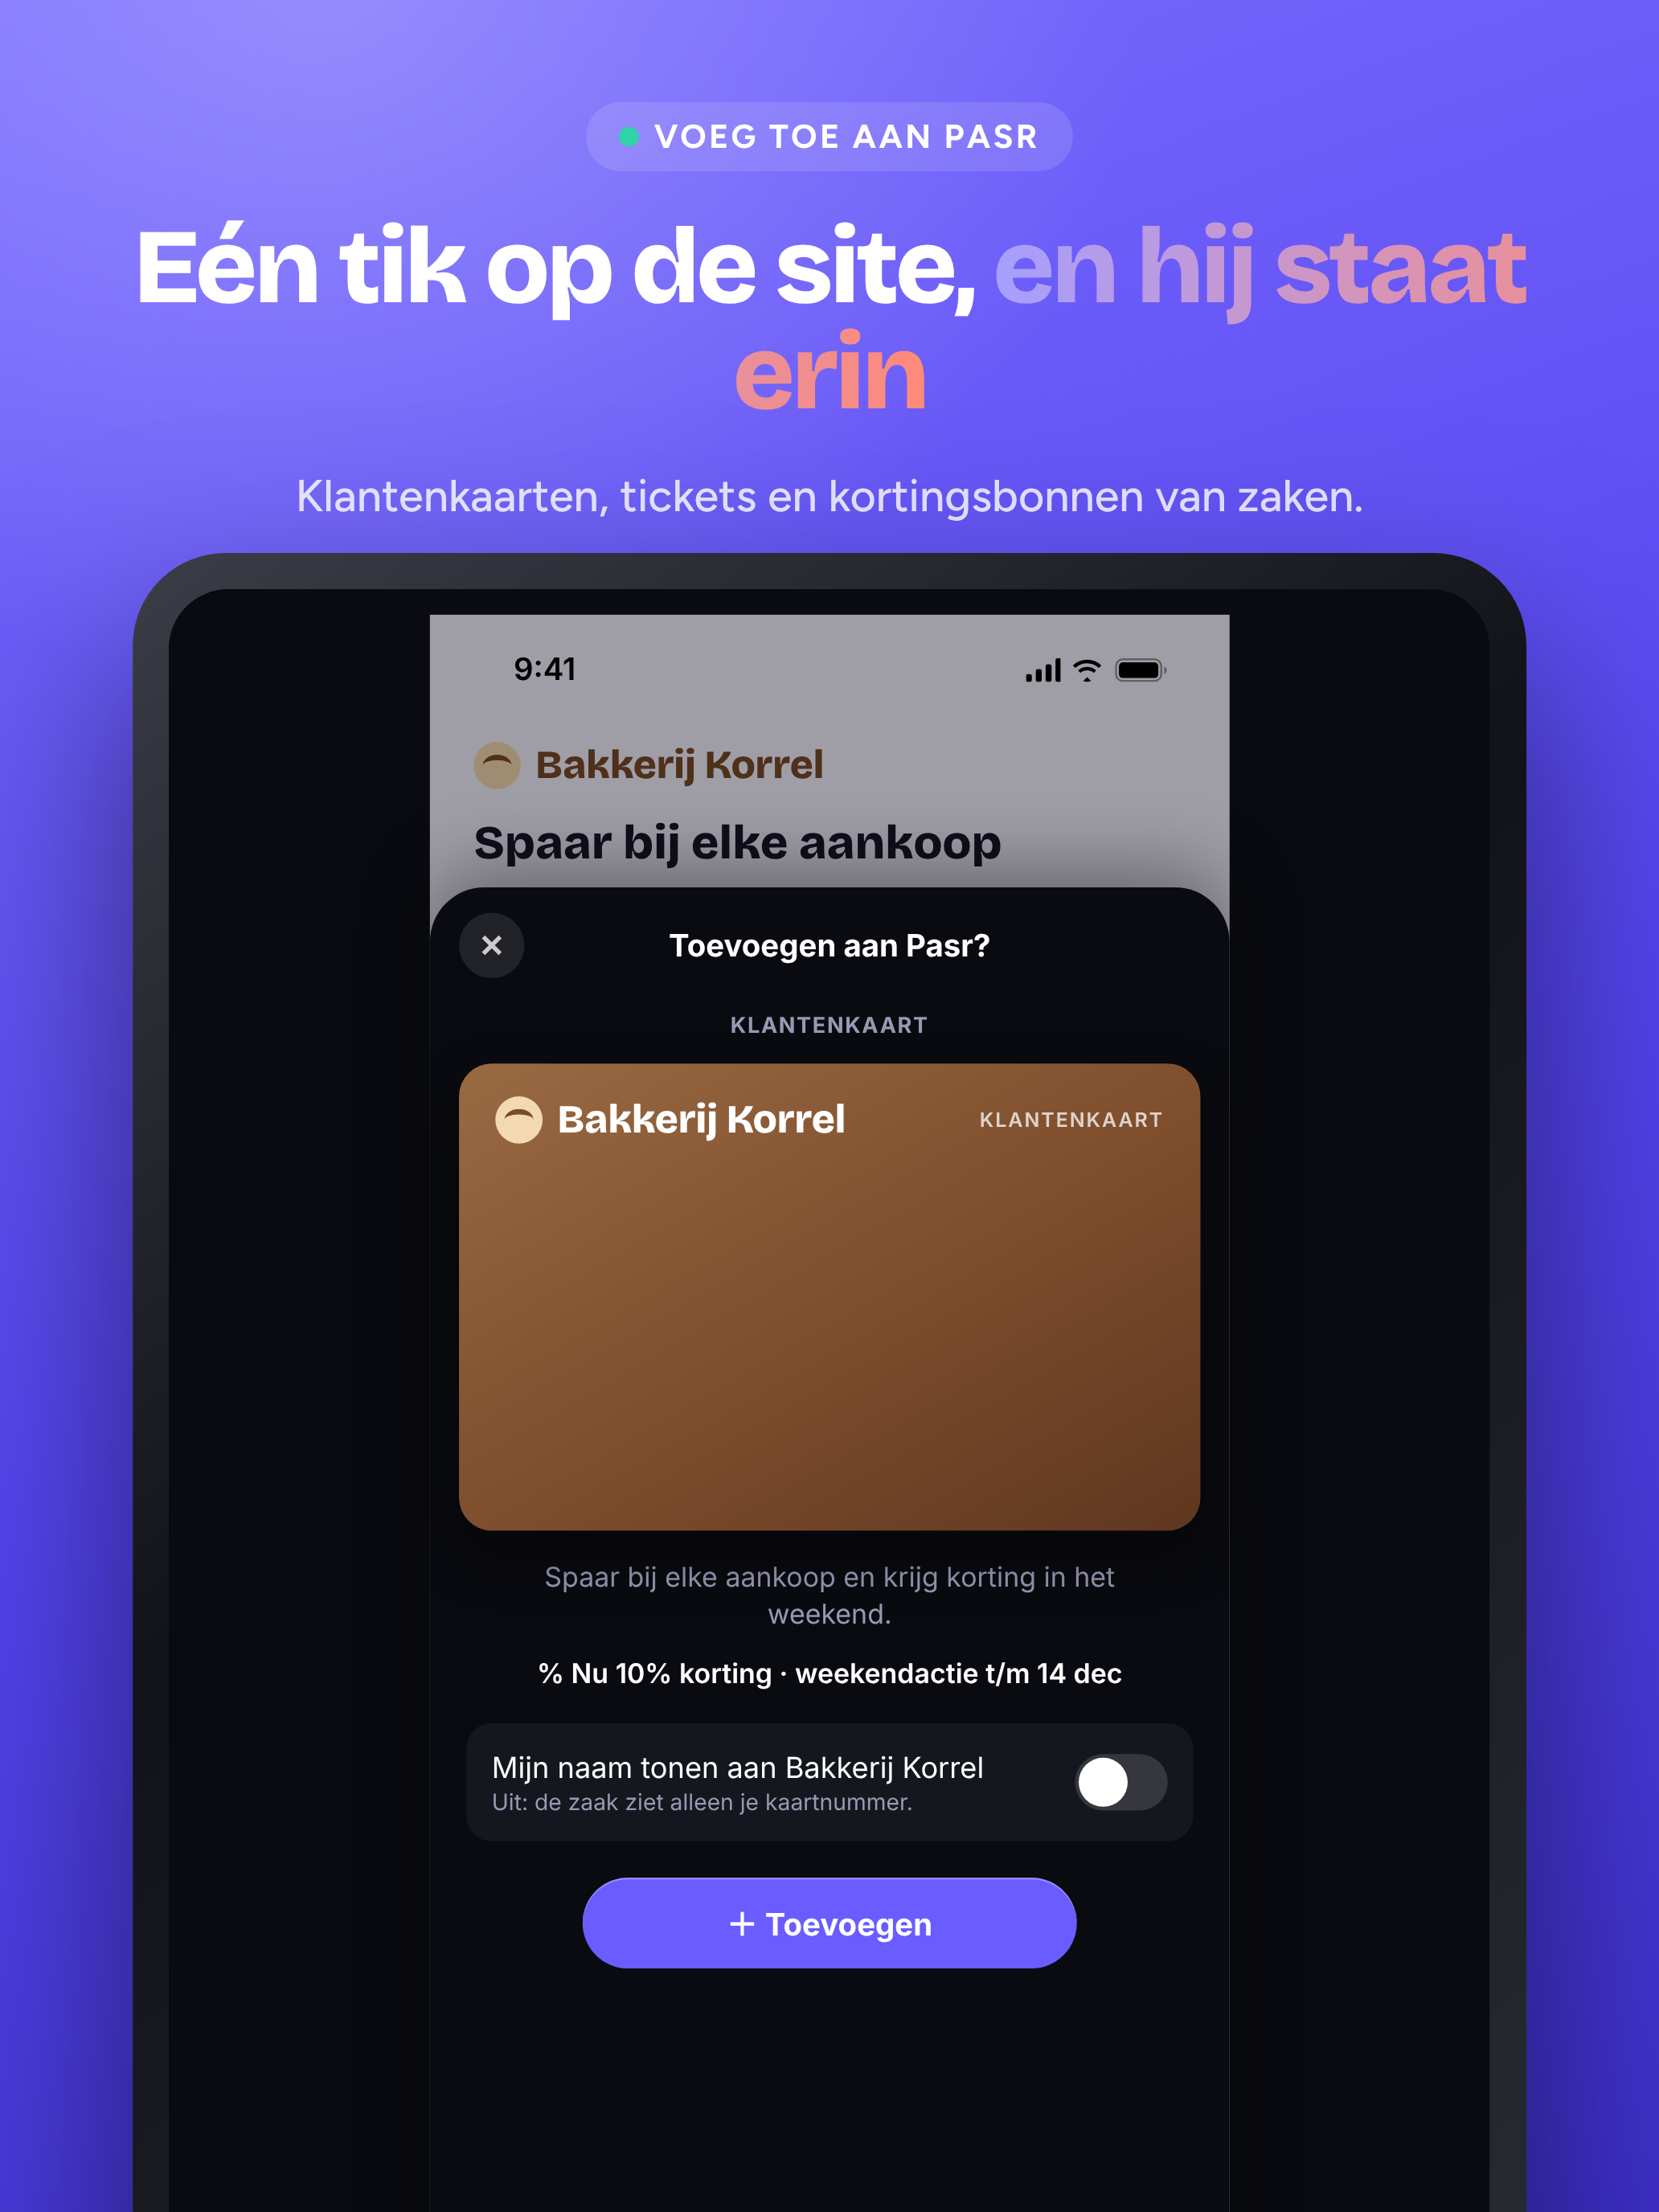 VOEG TOE AAN PASR
Eén tik op de site, en hij staat
erin
Klantenkaarten, tickets en kortingsbonnen van zaken.
9:41
Bakkerij Korrel
Spaar bij elke aankoop
Toevoegen aan Pasr?
KLANTENKAART
Bakkerij Korrel
KLANTENKAART
Spaar bij elke aankoop en krijg korting in het
weekend.
% Nu 10% korting · weekendactie t/m 14 dec
Mijn naam tonen aan Bakkerij Korrel
Uit: de zaak ziet alleen je kaartnummer.
+ Toevoegen